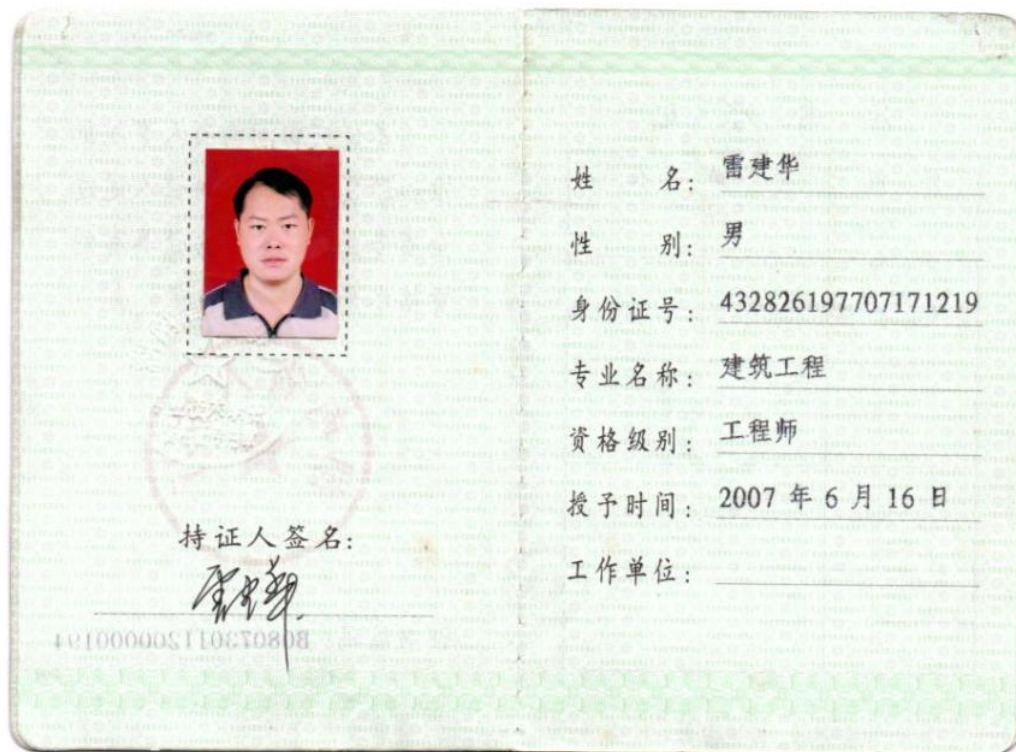 持证人签名:
姓 名: 雷建华
性 别: 男
身份证号: 432826197707171219
专业名称: 建筑工程
资格级别: 工程师
授予时间: 2007 年 6 月 16 日
工作单位: